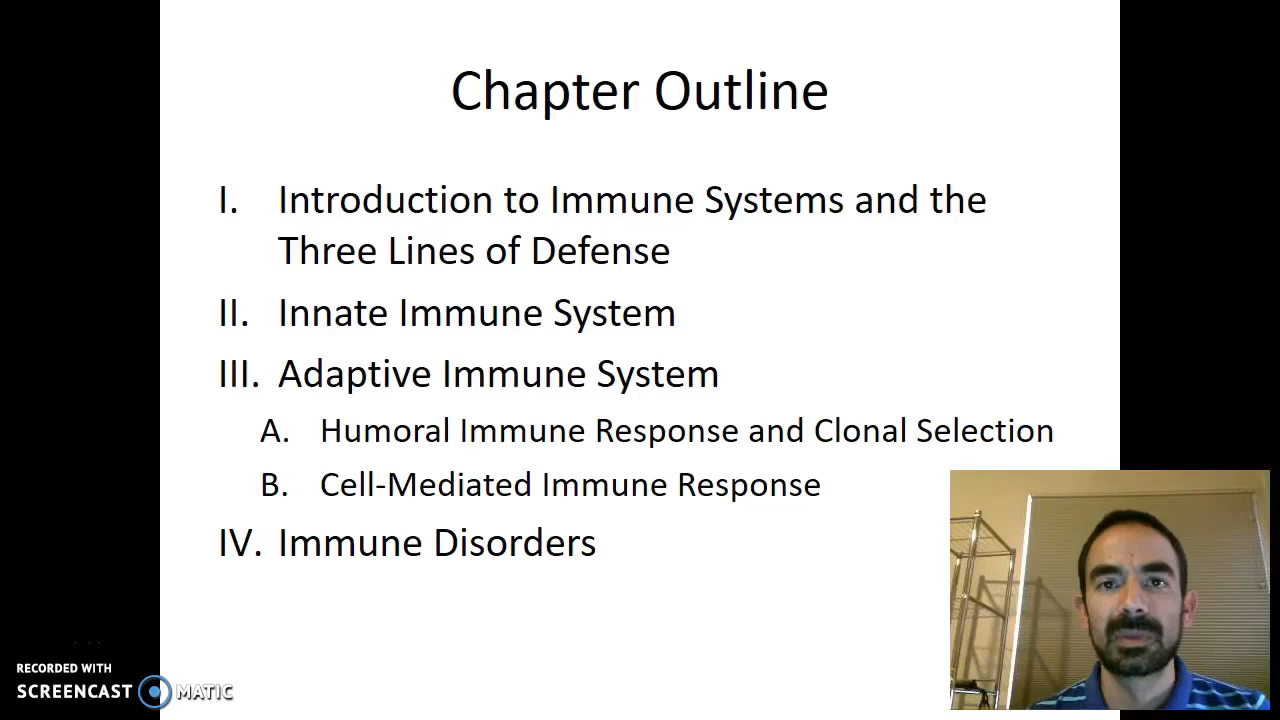 Chapter Outline
I. Introduction to Immune Systems and the
Three Lines of Defense
II. Innate Immune System
III. Adaptive Immune System
A. Humoral Immune Response and Clonal Selection
B. Cell-Mediated Immune Response
IV. Immune Disorders
RECORDED WITH
SCREENCAST MATIC